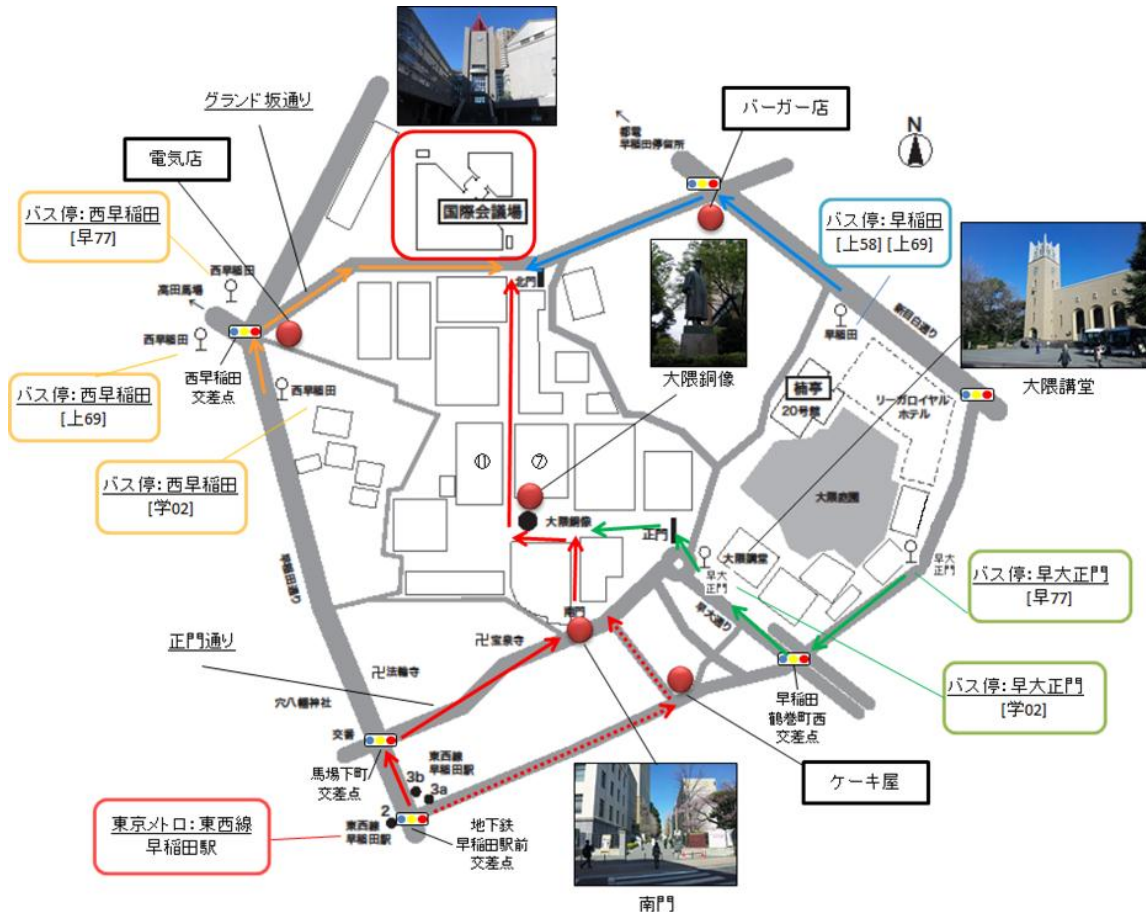 グランド坂通り
電気店
バス停：西早稲田
[早77]
西早稲田
高田馬場
西早稲田
西早稲田
交差点
西早稲田
バス停：西早稲田
[上69]
バス停：西早稲田
[学02]
国際会議場
北門
都電
早稲田停留所
バーガー店
N
バス停：早稲田
[上58] [上69]
早稲田
新目白通り
大隈銅像
大隈講堂
楠亭
20号館
リーガロイヤル
ホテル
大隈庭園
⑪
⑦
大隈銅像
正門
大隈講堂
早大
正門
早大
正門
バス停：早大正門
[早77]
早大通り
バス停：早大正門
[学02]
早稲田
鶴巻町西
交差点
早稲田通り
正門通り
卍宝泉寺
南門
卍法輪寺
穴八幡神社
交番
馬場下町
交差点
東西線
早稲田駅
3b
3a
2
東西線
早稲田駅
地下鉄
早稲田駅前
交差点
東京メトロ：東西線
早稲田駅
ケーキ屋
南門